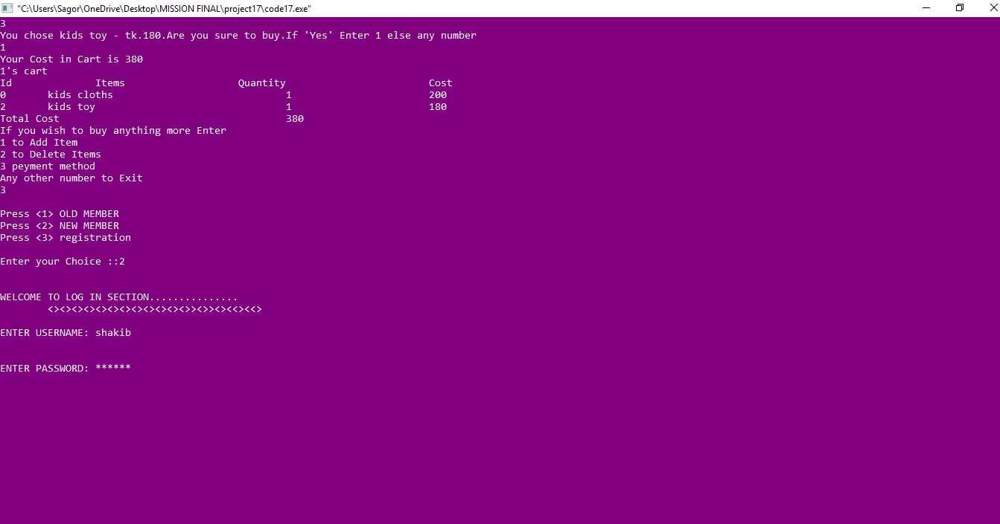 "C:\Users\Sagor\OneDrive\Desktop\MISSION FINAL\project17\code17.exe"
3
You chose kids toy - tk.180.Are you sure to buy.If 'Yes' Enter 1 else any number
1
Your Cost in Cart is 380
1's cart
Id Items Quantity Cost
0 kids cloths 1 200
2 kids toy 1 180
Total Cost 380
If you wish to buy anything more Enter
1 to Add Item
2 to Delete Items
3 peyment method
Any other number to Exit
3
Press <1> OLD MEMBER
Press <2> NEW MEMBER
Press <3> registration
Enter your Choice ::2
WELCOME TO LOG IN SECTION...............
<><><><><><><><><><><><>><>><><<><<>
ENTER USERNAME: shakib
ENTER PASSWORD: ******